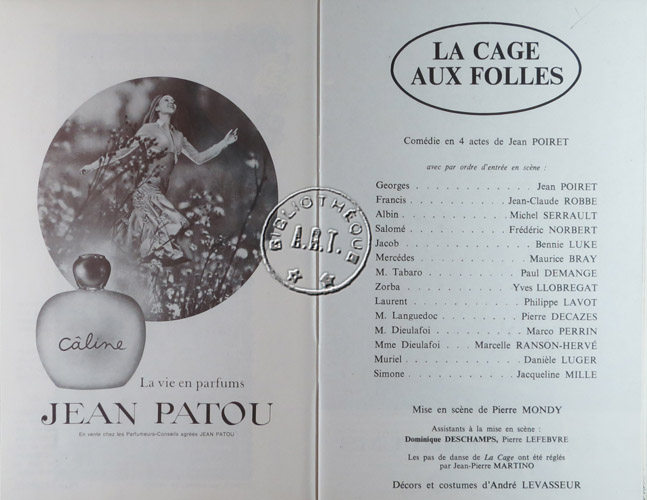 câline
La vie en parfums
JEAN PATOU
En vente chez les Parfumeurs-Conseils agréés JEAN PATOU
BIBLIOTHÈQUE
A.R.T.
LA CAGE
AUX FOLLES
Comédie en 4 actes de Jean POIRET
avec par ordre d'entrée en scène :
Georges . . . . . . . . . . . . Jean POIRET
Francis . . . . . . . . . Jean-Claude ROBBE
Albin . . . . . . . . . . . Michel SERRAULT
Salomé . . . . . . . . . . Frédéric NORBERT
Jacob . . . . . . . . . . . . Bennie LUKE
Mercédès . . . . . . . . . . Maurice BRAY
M. Tabaro . . . . . . . . . Paul DEMANGE
Zorba . . . . . . . . . . . Yves LLOBREGAT
Laurent . . . . . . . . . . Philippe LAVOT
M. Languedoc . . . . . . . Pierre DECAZES
M. Dieulafoi . . . . . . . . Marco PERRIN
Mme Dieulafoi . . . . Marcelle RANSON-HERVÉ
Muriel . . . . . . . . . . . Danièle LUGER
Simone . . . . . . . . . . Jacqueline MILLE
Mise en scène de Pierre MONDY
Assistants à la mise en scène :
Dominique DESCHAMPS, Pierre LEFEBVRE
Les pas de danse de La Cage ont été réglés
par Jean-Pierre MARTINO
Décors et costumes d'André LEVASSEUR